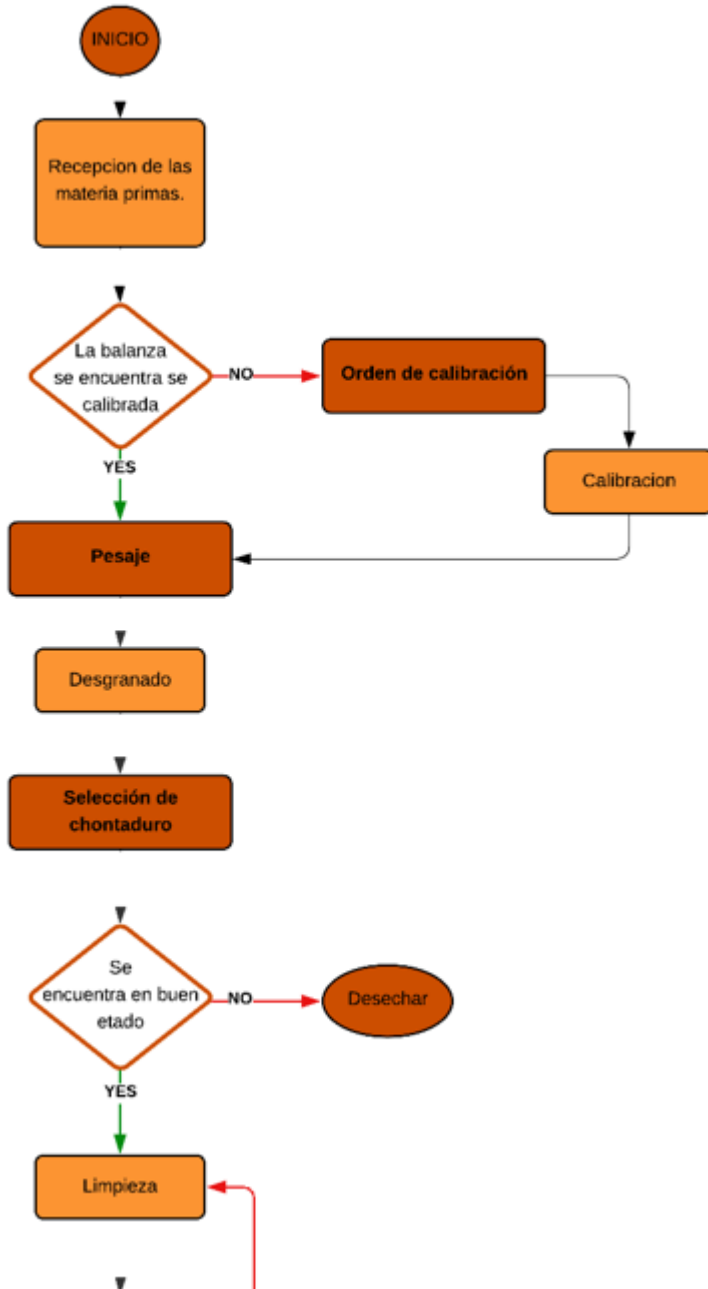 INICIO
Recepcion de las
materia primas.
La balanza
se encuentra se
calibrada
NO
Orden de calibración
Calibracion
YES
Pesaje
Desgranado
Selección de
chontaduro
Se
encuentra en buen
etado
NO
Desechar
YES
Limpieza